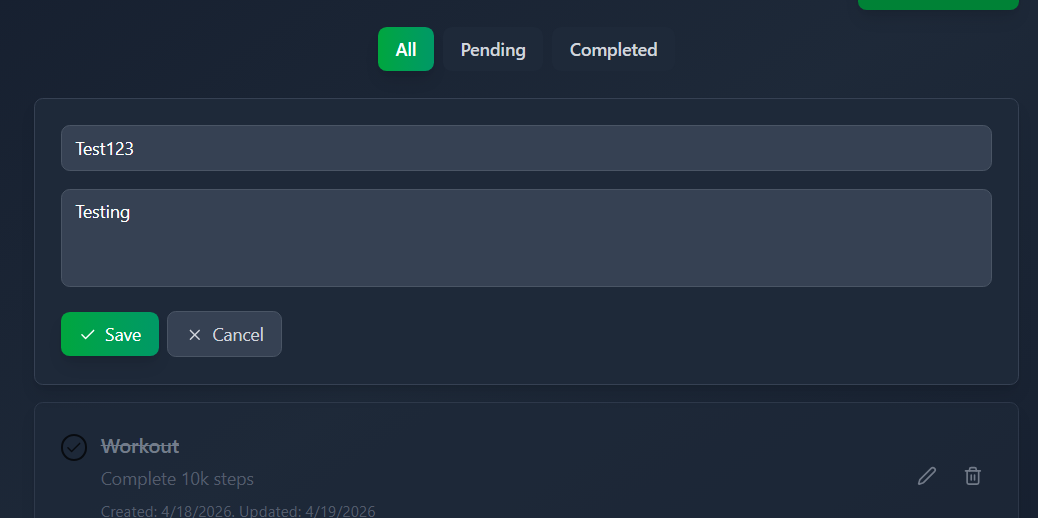 All Pending Completed
Test123
Testing
Save Cancel
Workout
Complete 10k steps
Created: 4/18/2026, Updated: 4/19/2026